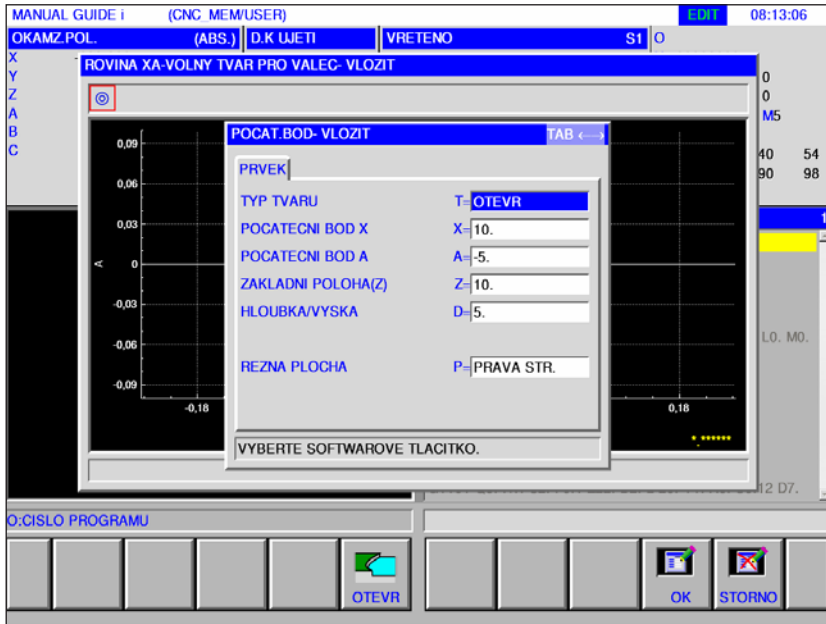 MANUAL GUIDE i (CNC_MEM/USER) EDIT 08:13:06
OKAMZ.POL. (ABS.) D.K UJETI VRETENO S1 O
X
ROVINA XA-VOLNY TVAR PRO VALEC- VLOZIT
Y 0
Z 0
A M5
B
C 40 54
90 98
POCAT.BOD- VLOZIT TAB ←→
PRVEK
TYP TVARU T= OTEVR
POCATECNI BOD X X= 10.
POCATECNI BOD A A= -5.
ZAKLADNI POLOHA(Z) Z= 10.
HLOUBKA/VYSKA D= 5.
REZNA PLOCHA P= PRAVA STR.
VYBERTE SOFTWAROVE TLACITKO.
0,09
0,06
0,03
A 0
-0,03
-0,06
-0,09
-0,18 0,18
*.******
1
L0. M0.
12 D7.
O:CISLO PROGRAMU
OTEVR OK STORNO